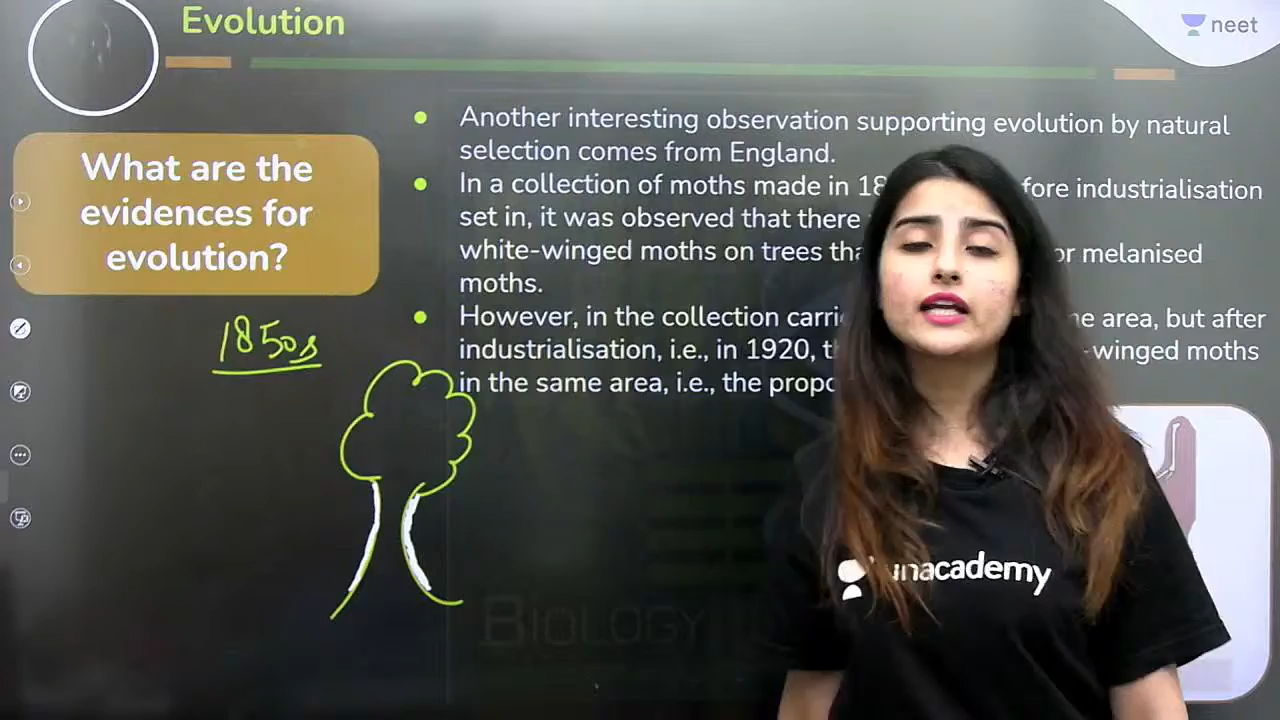 Evolution
neet
What are the
evidences for
evolution?
Another interesting observation supporting evolution by natural
selection comes from England.
In a collection of moths made in 18 fore industrialisation
set in, it was observed that there
white-winged moths on trees tha or melanised
moths.
However, in the collection carri e area, but after
industrialisation, i.e., in 1920, -winged moths
in the same area, i.e., the propo
1850s
unacademy
BIOLOGY